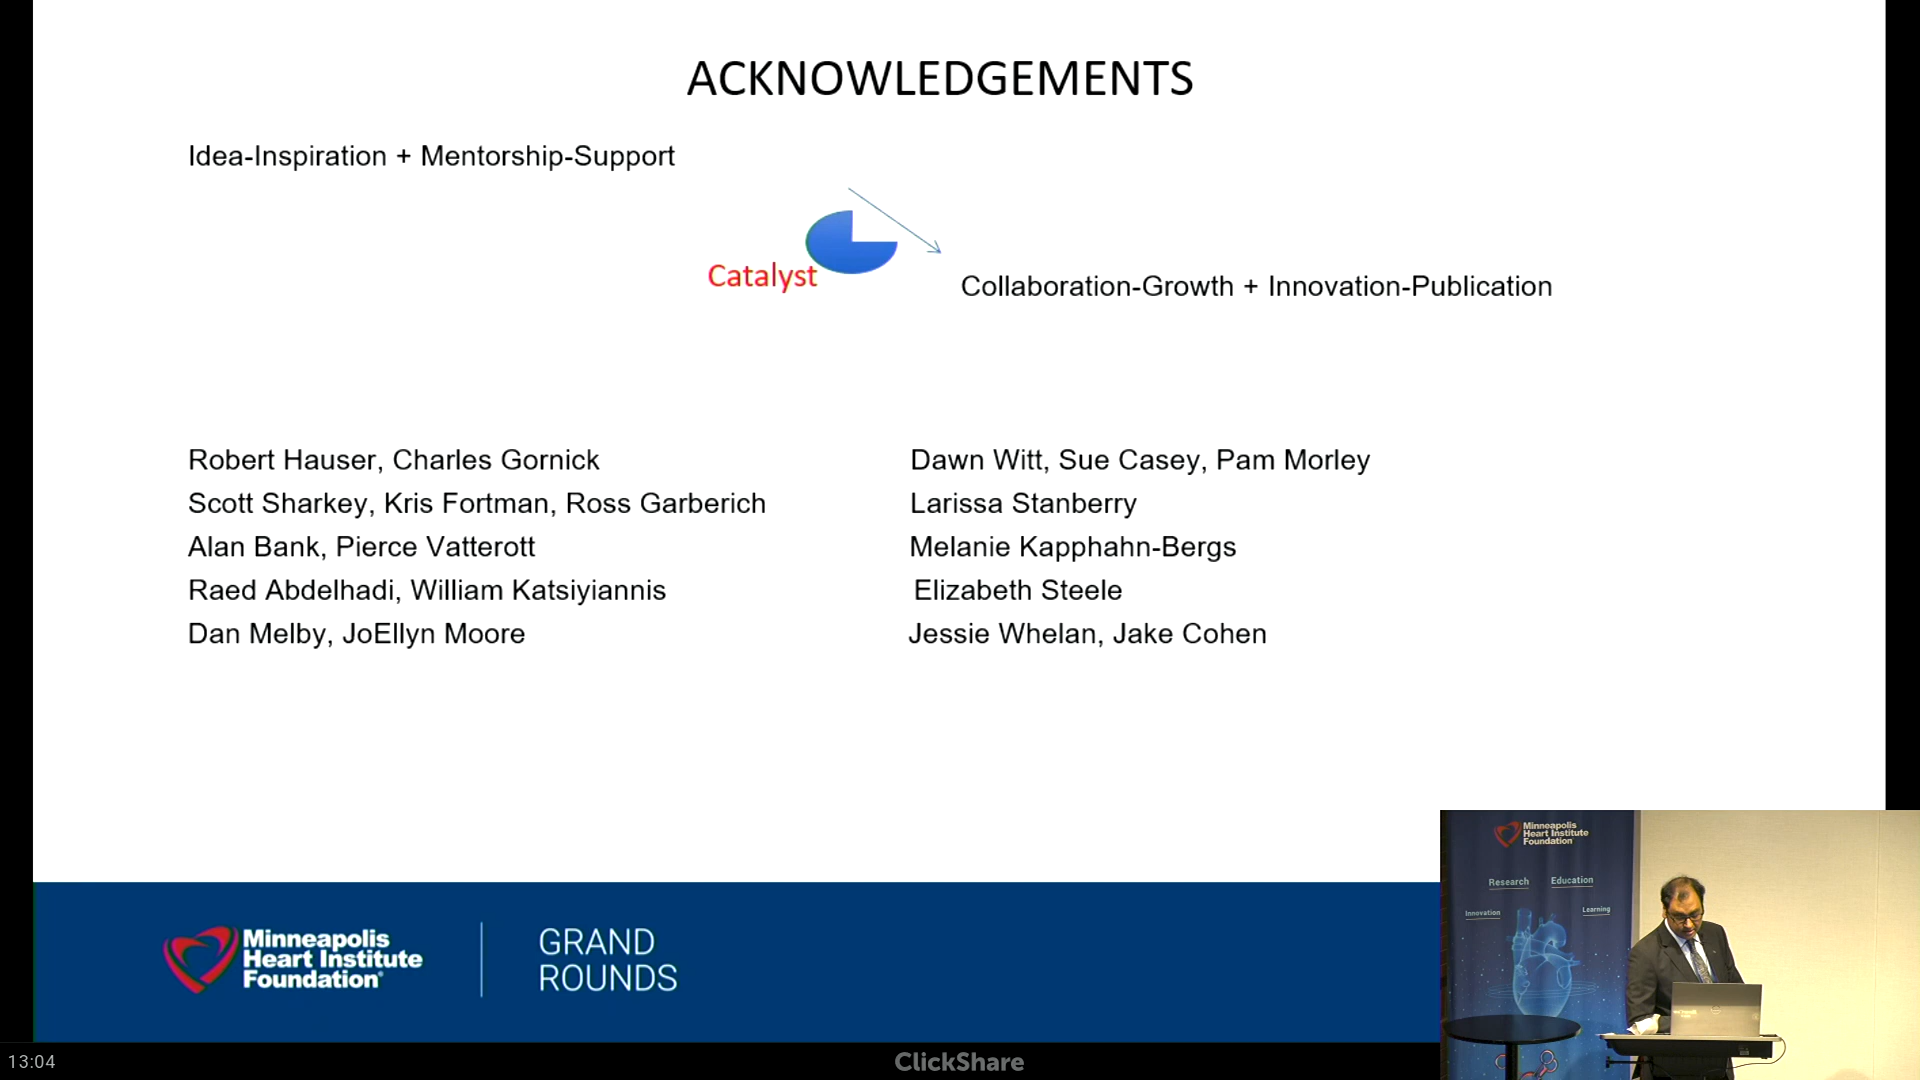 ACKNOWLEDGEMENTS
Idea-Inspiration + Mentorship-Support
Catalyst
Collaboration-Growth + Innovation-Publication
Robert Hauser, Charles Gornick
Scott Sharkey, Kris Fortman, Ross Garberich
Alan Bank, Pierce Vatterott
Raed Abdelhadi, William Katsiyiannis
Dan Melby, JoEllyn Moore
Dawn Witt, Sue Casey, Pam Morley
Larissa Stanberry
Melanie Kapphahn-Bergs
Elizabeth Steele
Jessie Whelan, Jake Cohen
Minneapolis
Heart Institute
Foundation®
GRAND
ROUNDS
Minneapolis
Heart Institute
Foundation
Research Education
Innovation Learning
13:04
ClickShare